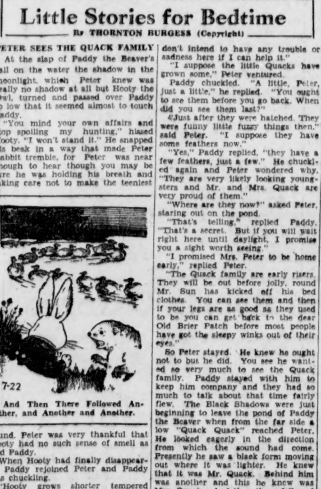 Little Stories for Bedtime
By THORNTON BURGESS (Copyright)
PETER SEES THE QUACK FAMILY
At the slap of Paddy the Beaver's
tail on the water the shadow in the
moonlight, which Peter knew was
really no shadow at all but Hooty the
Owl, turned and passed over Paddy
so low that it seemed almost to touch
Paddy.
"You mind your own affairs and
stop spoiling my hunting," hissed
Hooty. "I won't stand it." He snapped
his beak in a way that made Peter
Rabbit tremble, for Peter was near
enough to hear though you may be
sure he was holding his breath and
taking care not to make the teeniest
7-22
And Then There Followed An-
other, and Another and Another.
sound. Peter was very thankful that
Hooty had no such sense of smell as
had Paddy.
When Hooty had finally disappear-
ed Paddy rejoined Peter and Paddy
was chuckling.
"Hooty grows shorter tempered
don't intend to have any trouble or
sadness here if I can help it."
"I suppose the little Quacks have
grown some," Peter ventured.
Paddy chuckled. "A little, Peter,
just a little," he replied. "You ought
to see them before you go back. When
did you see them last?"
"Just after they were hatched. They
were funny little fuzzy things then,"
said Peter. "I suppose they have
some feathers now."
"Yes," Paddy replied, "they have a
few feathers, just a few." He chuckl-
ed again and Peter wondered why.
"They are very likely looking young-
sters and Mr. and Mrs. Quack are
very proud of them."
"Where are they now?" asked Peter,
staring out on the pond.
"That's telling," replied Paddy.
"That's a secret. But if you will wait
right here until daylight, I promise
you a sight worth seeing."
"I promised Mrs. Peter to be home
early," replied Peter.
"The Quack family are early risers.
They will be out before jolly, round
Mr. Sun has kicked off his bed
clothes. You can see them and then
if your legs are as good as they used
to be you can get back to the dear
Old Brier Patch before most people
have got the sleepy winks out of their
eyes."
So Peter stayed. He knew he ought
not to but he did. You see he want-
ed so very much to see the Quack
family. Paddy stayed with him to
keep him company and they had so
much to talk about that time fairly
flew. The Black Shadows were just
beginning to leave the pond of Paddy
the Beaver when from the far side a
low "Quack Quack" reached Peter.
He looked eagerly in the direction
from which the sound had come.
Presently he saw a black form moving
out where it was lighter. He knew
that it was Mr. Quack. Behind him
was another and this he knew was